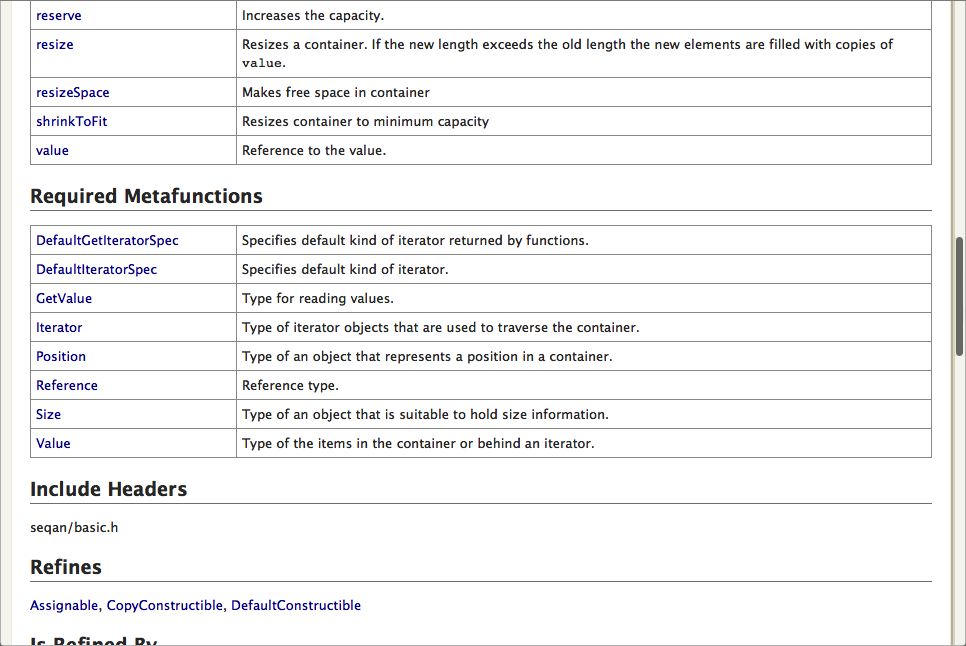 reserve Increases the capacity.
resize Resizes a container. If the new length exceeds the old length the new elements are filled with copies of
value.
resizeSpace Makes free space in container
shrinkToFit Resizes container to minimum capacity
value Reference to the value.
Required Metafunctions
DefaultGetIteratorSpec Specifies default kind of iterator returned by functions.
DefaultIteratorSpec Specifies default kind of iterator.
GetValue Type for reading values.
Iterator Type of iterator objects that are used to traverse the container.
Position Type of an object that represents a position in a container.
Reference Reference type.
Size Type of an object that is suitable to hold size information.
Value Type of the items in the container or behind an iterator.
Include Headers
seqan/basic.h
Refines
Assignable, CopyConstructible, DefaultConstructible
Is Refined By